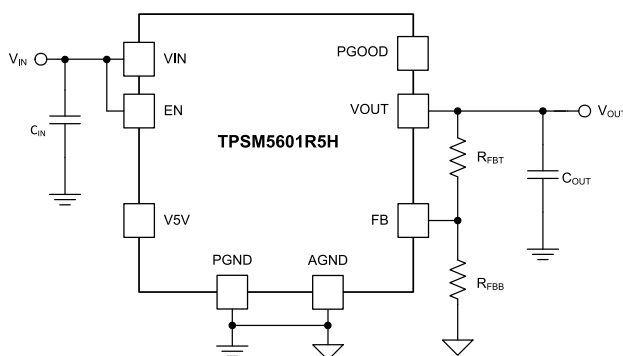 VIN
VIN
PGOOD
EN
VOUT
VOUT
CIN
TPSM5601R5H
RFBT
COUT
V5V
FB
PGND
AGND
RFBB